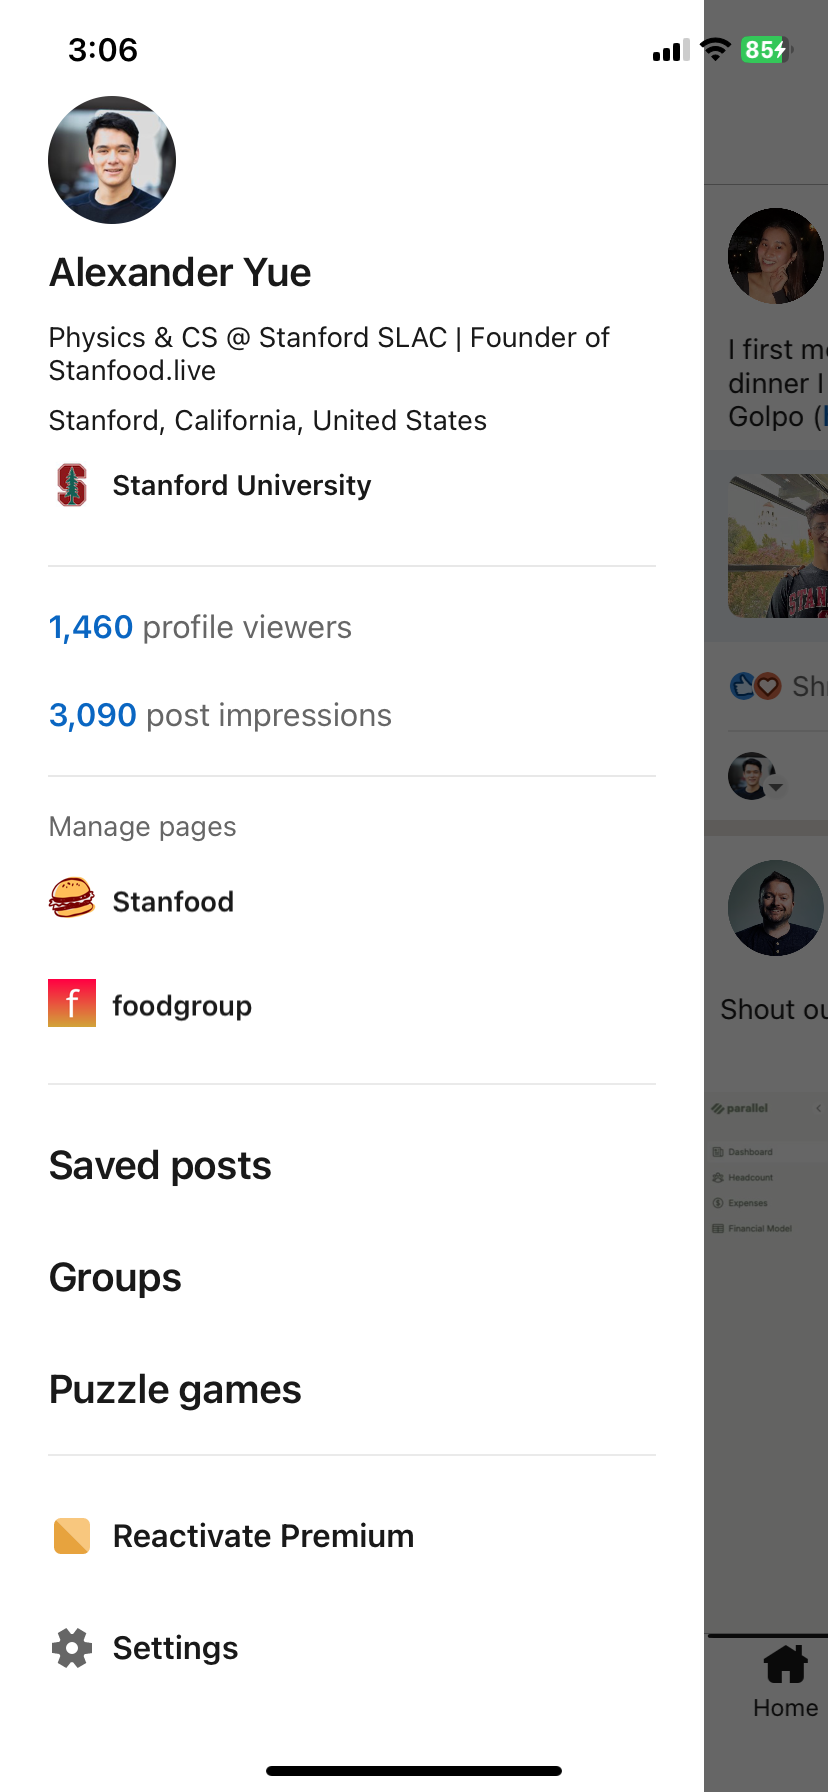 3:06
85
Alexander Yue
Physics & CS @ Stanford SLAC | Founder of
Stanfood.live
Stanford, California, United States
Stanford University
1,460 profile viewers
3,090 post impressions
Manage pages
Stanfood
f
foodgroup
Saved posts
Groups
Puzzle games
Reactivate Premium
Settings
I first m
dinner I
Golpo (
STAN
Sh
Shout ou
parallel
Dashboard
Headcount
Expenses
Financial Model
Home